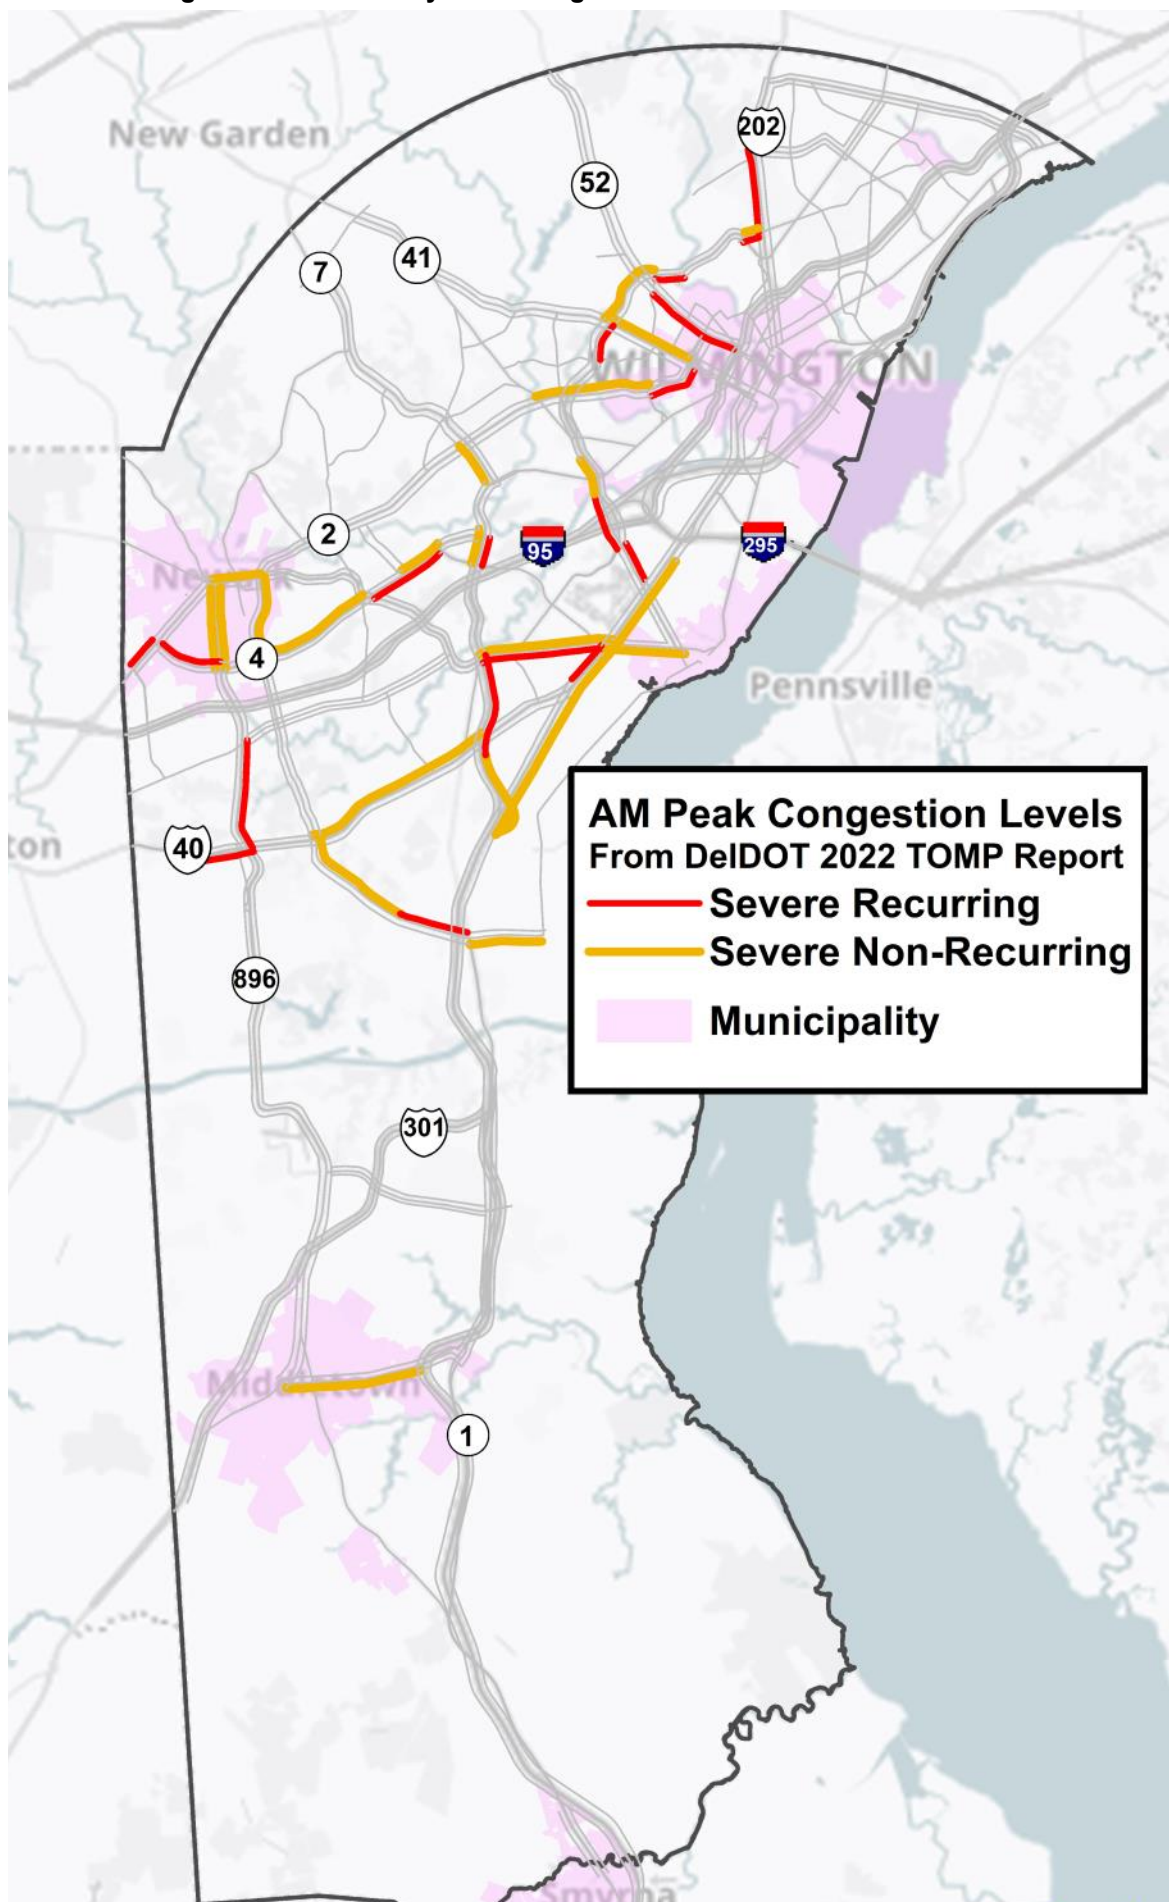 New Garden
202
52
41
7
WILMINGTON
2
95
295
Newark
4
Pennsville
40
AM Peak Congestion Levels
From DelDOT 2022 TOMP Report
Severe Recurring
Severe Non-Recurring
Municipality
896
301
Middletown
1
Smyrna